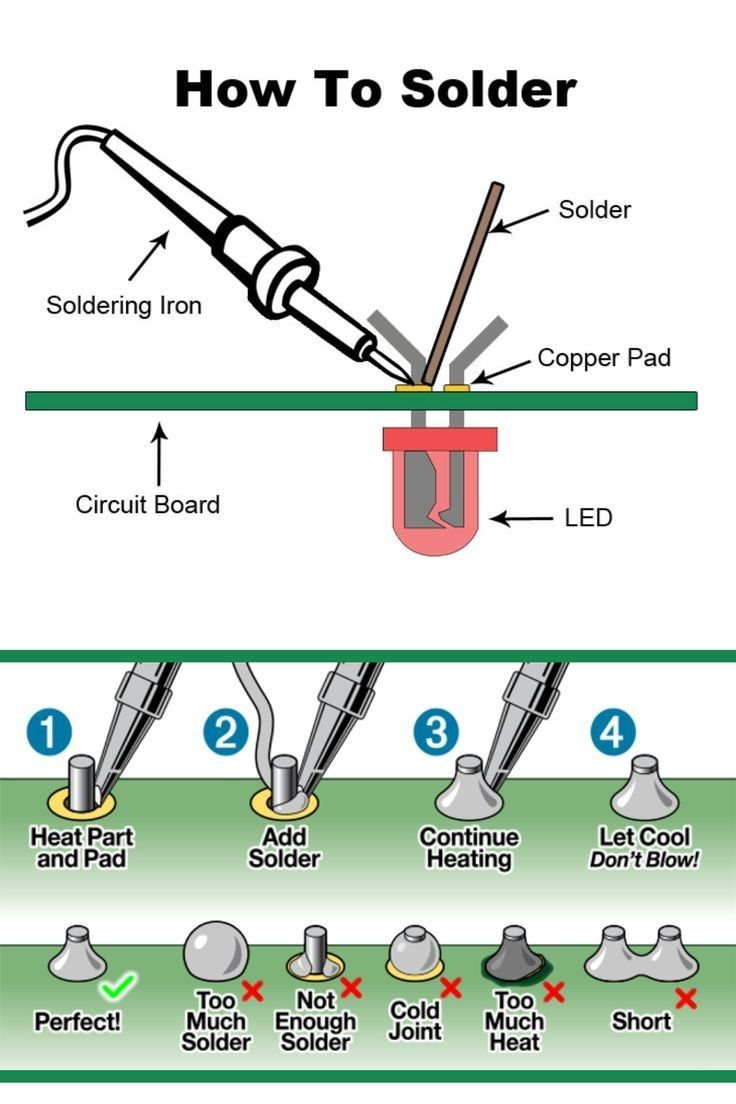 How To Solder
Solder
Soldering Iron
Copper Pad
Circuit Board
LED
1
2
3
4
Heat Part
and Pad
Add
Solder
Continue
Heating
Let Cool
Don't Blow!
Perfect!
Too
Much
Solder
Not
Enough
Solder
Cold
Joint
Too
Much
Heat
Short